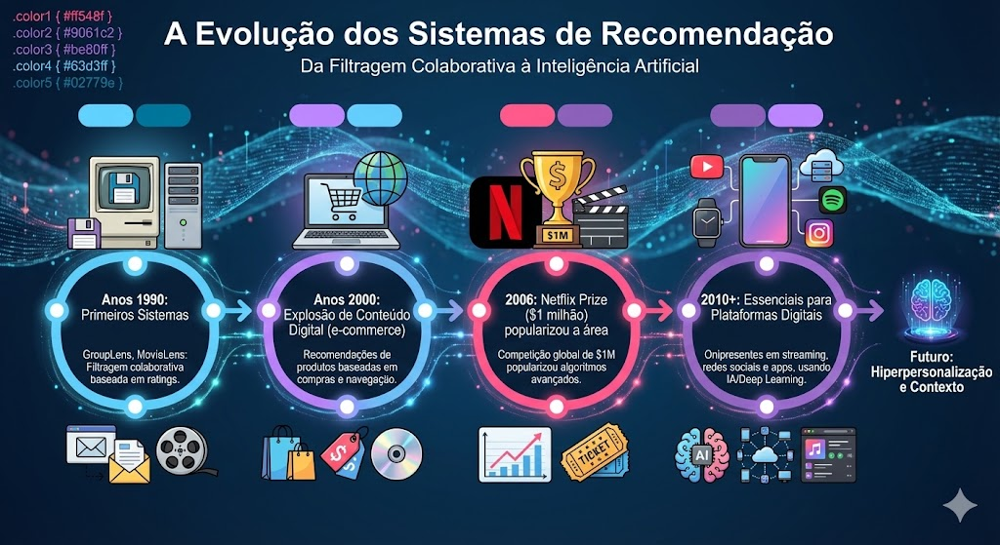 .color1 { #ff548f }
.color2 { #9061c2 }
.color3 { #be80ff }
.color4 { #63d3ff }
.color5 { #02779e }
A Evolução dos Sistemas de Recomendação
Da Filtragem Colaborativa à Inteligência Artificial
$
$1M
N
Anos 1990:
Primeiros Sistemas
GroupLens, MovieLens:
Filtragem colaborativa
baseada em ratings.
Anos 2000:
Explosão de Conteúdo
Digital (e-commerce)
Recomendações de
produtos baseadas em
compras e navegação.
2006: Netflix Prize
($1 milhão)
popularizou a área
Competição global de $1M
popularizou algoritmos
avançados.
2010+: Essenciais para
Plataformas Digitais
Onipresentes em streaming,
redes sociais e apps, usando
IA/Deep Learning.
Futuro:
Hiperpersonalização
e Contexto
$
$
TICKET
AI